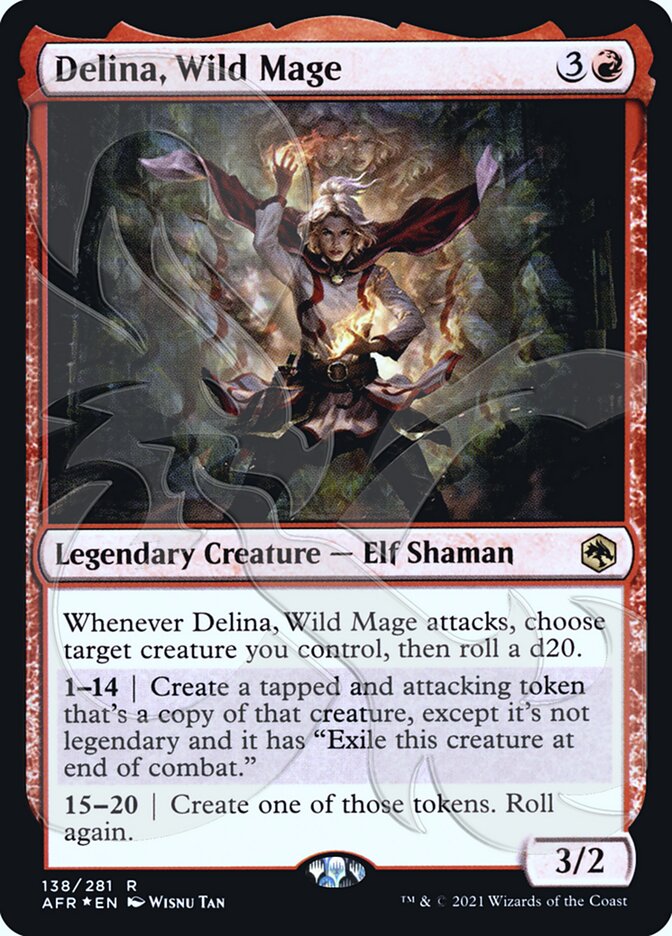 Delina, Wild Mage 3
Legendary Creature — Elf Shaman
Whenever Delina, Wild Mage attacks, choose
target creature you control, then roll a d20.
1–14 | Create a tapped and attacking token
that's a copy of that creature, except it's not
legendary and it has “Exile this creature at
end of combat.”
15–20 | Create one of those tokens. Roll
again.
3/2
138/281 R
AFR★EN Wisnu Tan
™ & © 2021 Wizards of the Coast